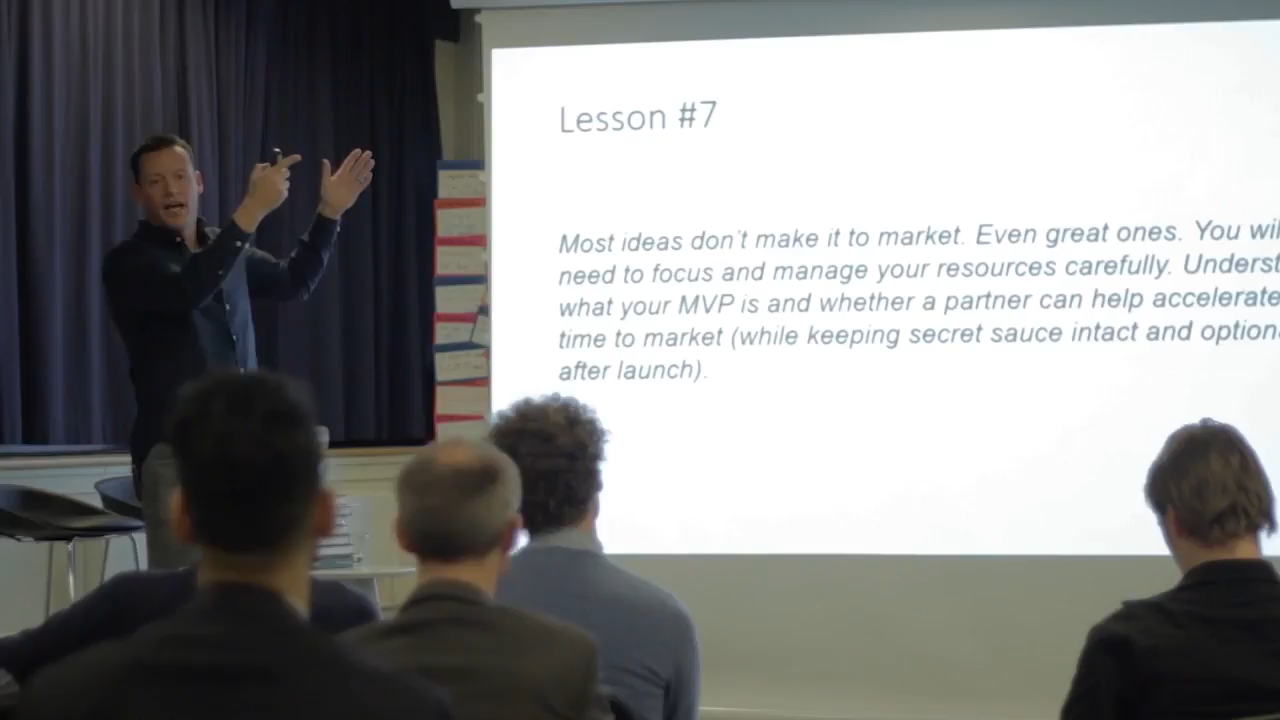 Lesson #7
Most ideas don't make it to market. Even great ones. You wil
need to focus and manage your resources carefully. Underst
what your MVP is and whether a partner can help accelerate
time to market (while keeping secret sauce intact and option
after launch).